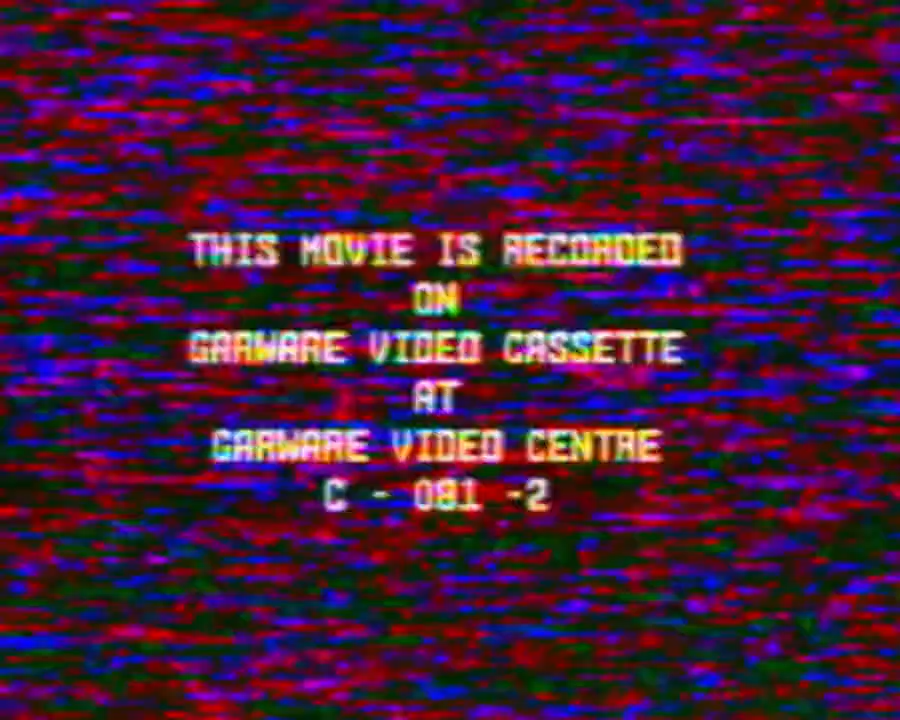 THIS MOVIE IS RECORDED
ON
GARWARE VIDEO CASSETTE
AT
GARWARE VIDEO CENTRE
C - 081 -2